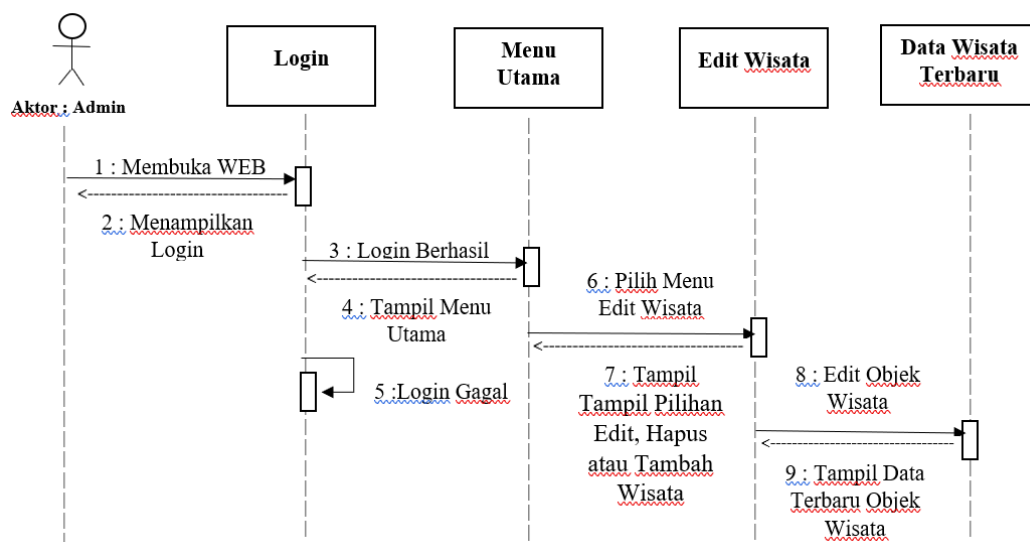 Aktor : Admin
Login
Menu
Utama
Edit Wisata
Data Wisata
Terbaru
1 : Membuka WEB
2 : Menampilkan
Login
3 : Login Berhasil
4 : Tampil Menu
Utama
5 :Login Gagal
6 : Pilih Menu
Edit Wisata
7 : Tampil
Tampil Pilihan
Edit, Hapus
atau Tambah
Wisata
8 : Edit Objek
Wisata
9 : Tampil Data
Terbaru Objek
Wisata